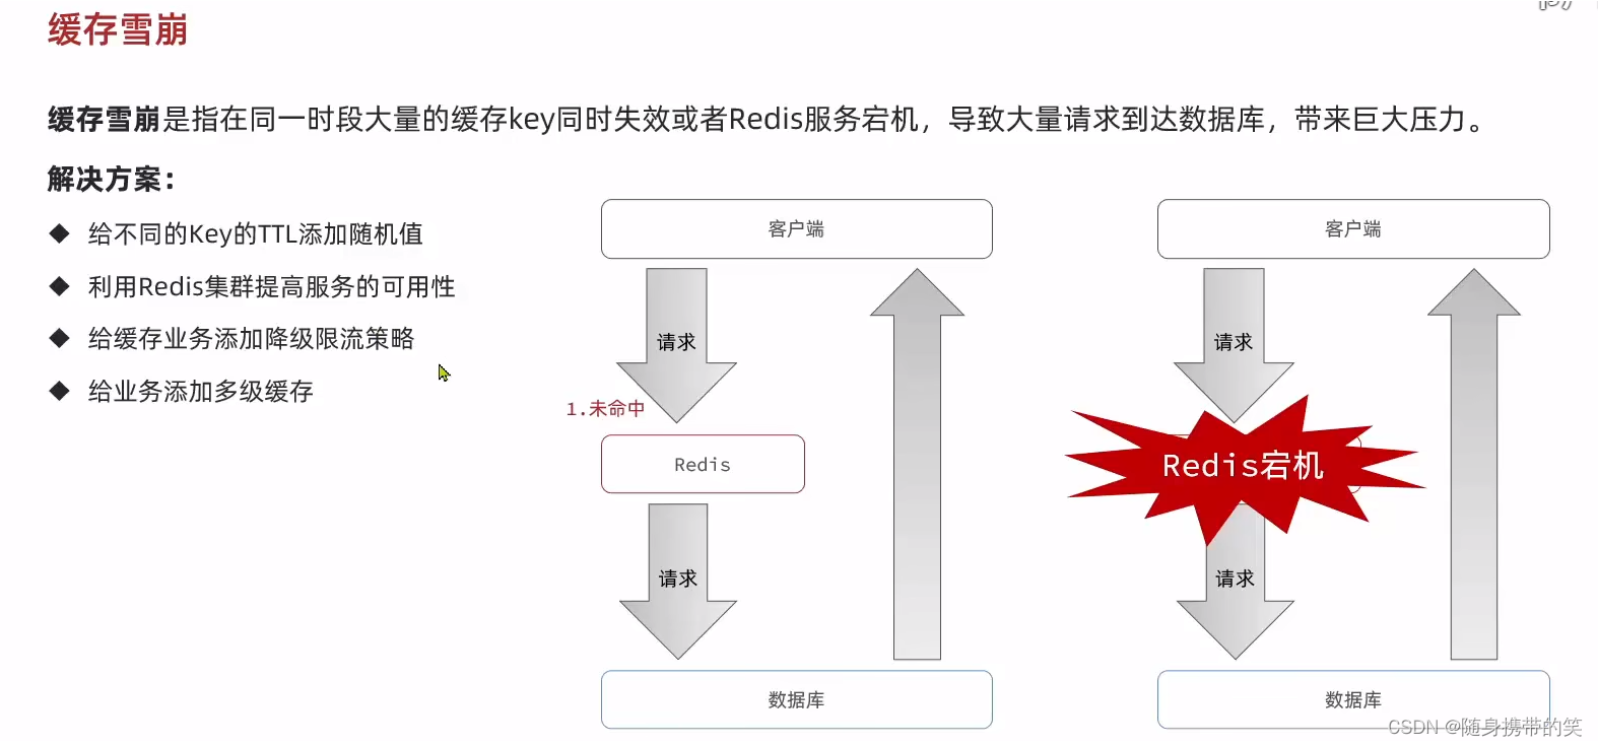 缓存雪崩
缓存雪崩是指在同一时段大量的缓存key同时失效或者Redis服务宕机，导致大量请求到达数据库，带来巨大压力。
解决方案：
◆ 给不同的Key的TTL添加随机值
◆ 利用Redis集群提高服务的可用性
◆ 给缓存业务添加降级限流策略
◆ 给业务添加多级缓存
客户端
请求
1.未命中
Redis
请求
数据库
客户端
请求
Redis宕机
请求
数据库
CSDN @随身携带的笑